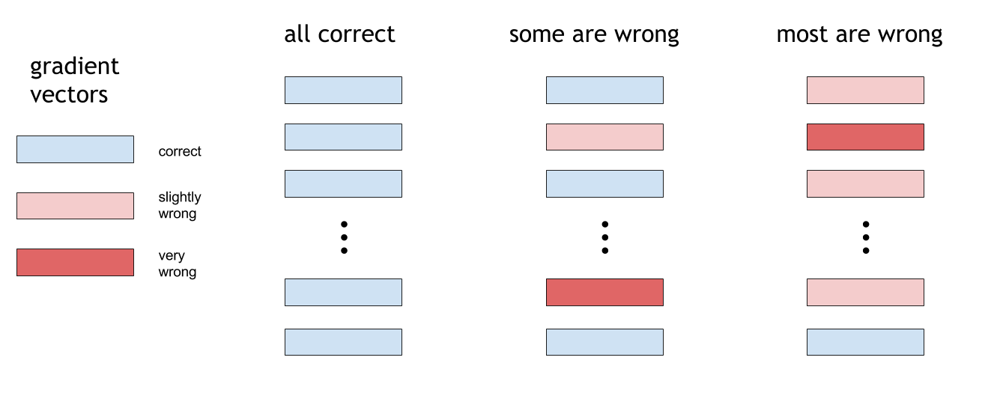 all correct
some are wrong
most are wrong
gradient
vectors
correct
slightly
wrong
very
wrong